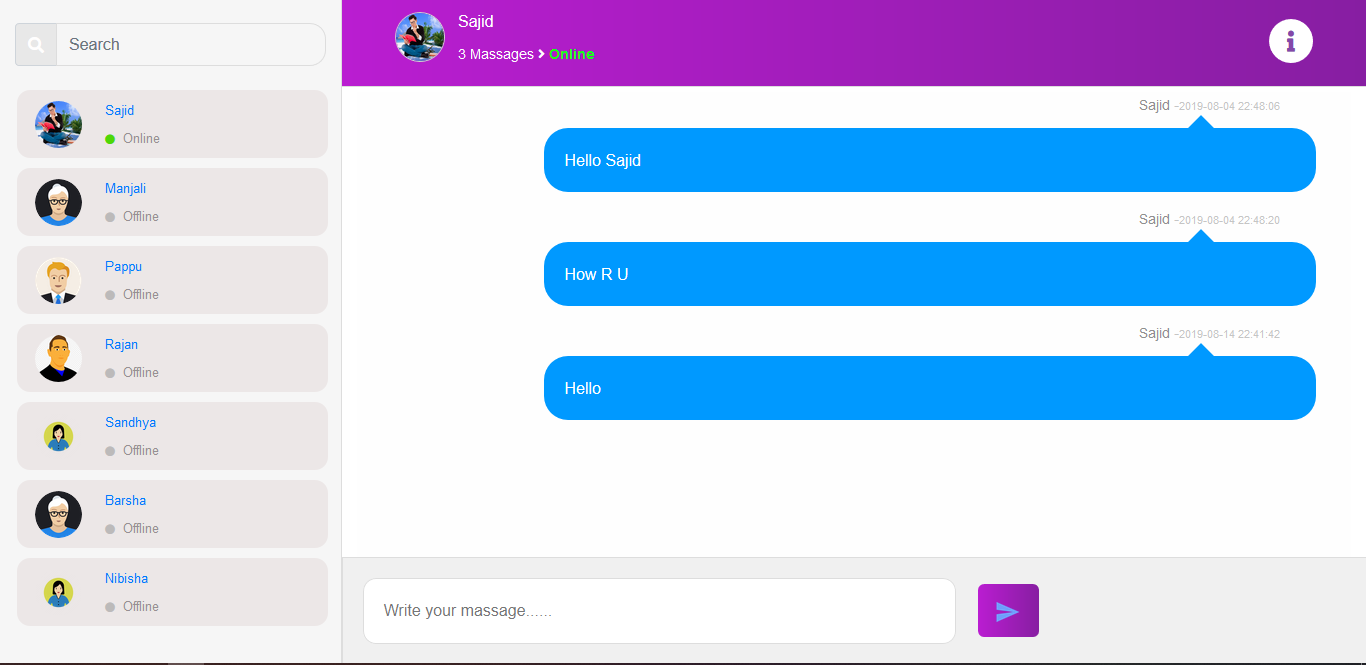 Search
Sajid
Online
Manjali
Offline
Pappu
Offline
Rajan
Offline
Sandhya
Offline
Barsha
Offline
Nibisha
Offline
Sajid
3 Massages > Online
Sajid -2019-08-04 22:48:06
Hello Sajid
Sajid -2019-08-04 22:48:20
How R U
Sajid -2019-08-14 22:41:42
Hello
Write your massage......